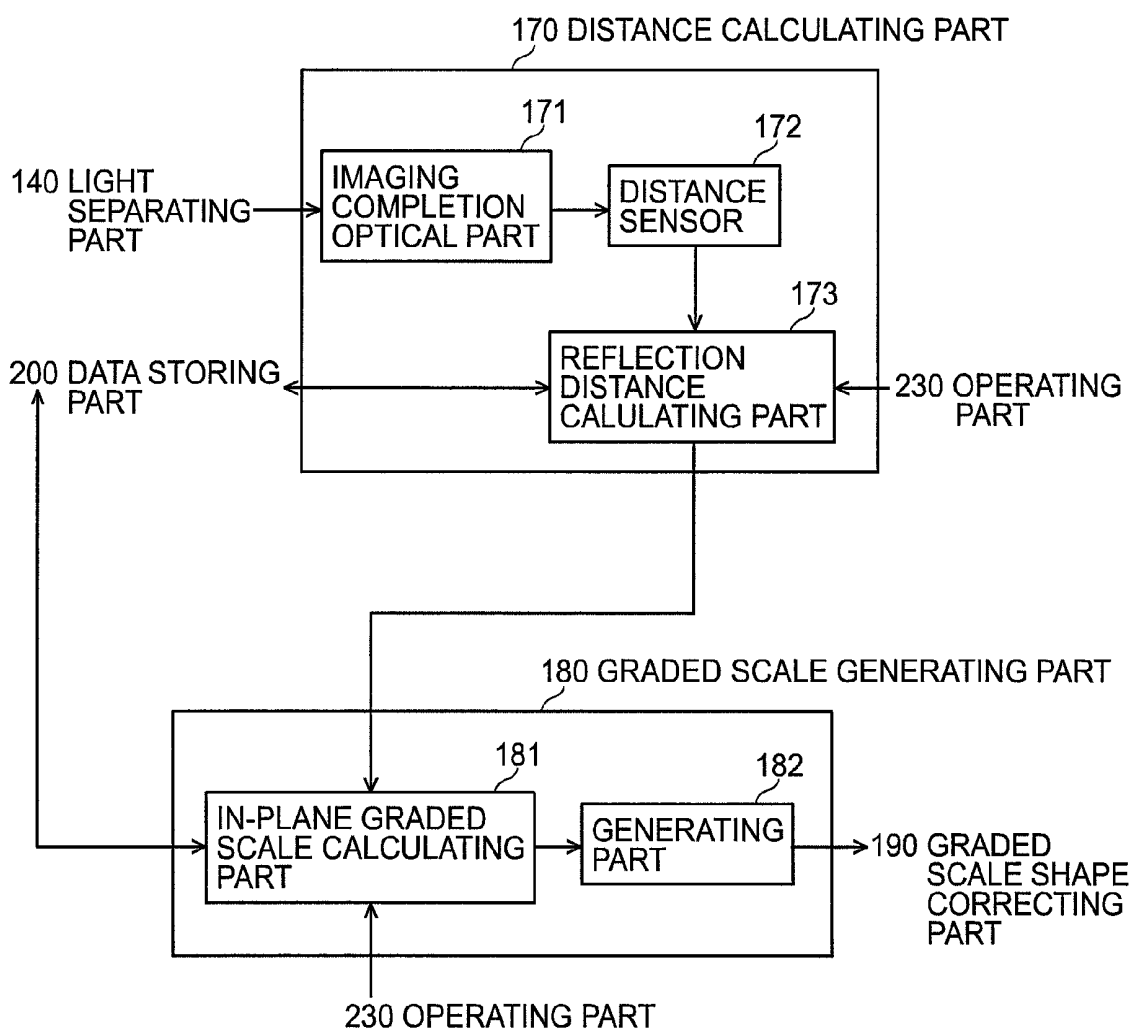 170 DISTANCE CALCULATING PART
171
172
140 LIGHT
SEPARATING
PART
IMAGING
COMPLETION
OPTICAL PART
DISTANCE
SENSOR
173
200 DATA STORING
PART
REFLECTION
DISTANCE
CALULATING PART
230 OPERATING
PART
180 GRADED SCALE GENERATING PART
181
182
IN-PLANE GRADED
SCALE CALCULATING
PART
GENERATING
PART
190 GRADED
SCALE SHAPE
CORRECTING
PART
230 OPERATING PART